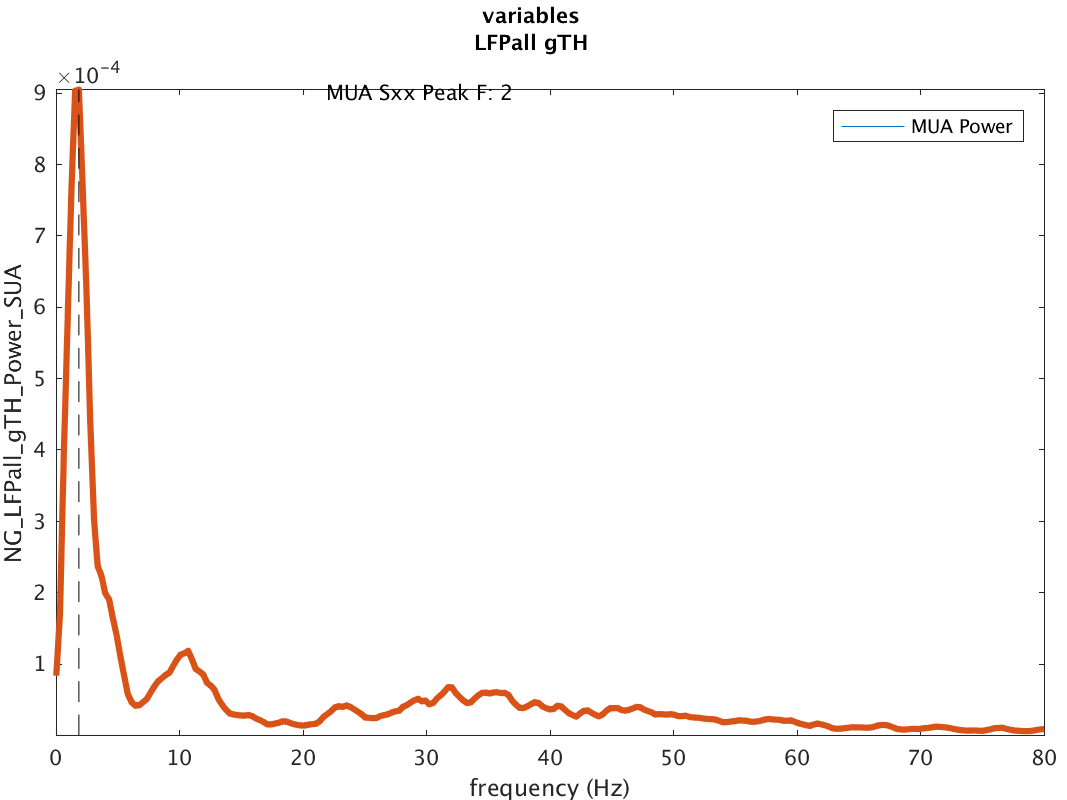 variables
LFPall gTH
×10⁻⁴
MUA Sxx Peak F: 2
MUA Power
9
8
7
6
5
4
3
2
1
NG_LFPall_gTH_Power_SUA
0 10 20 30 40 50 60 70 80
frequency (Hz)